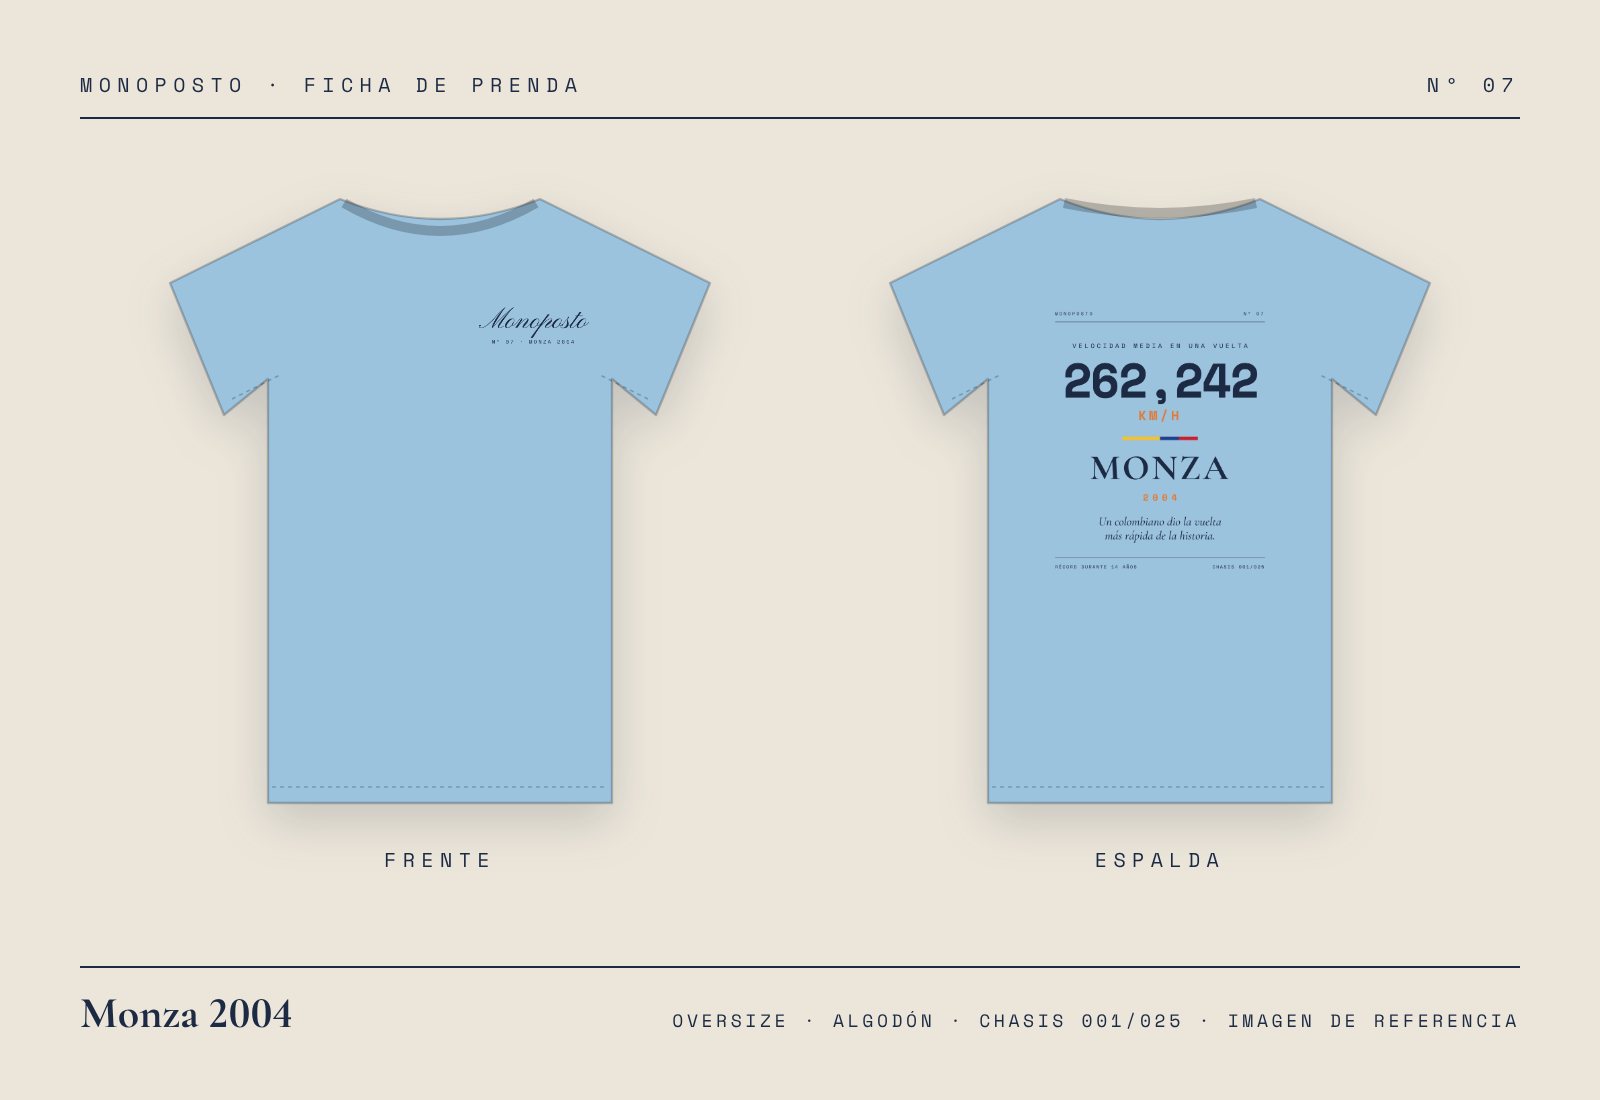 MONOPOSTO · FICHA DE PRENDA
N° 07
Monoposto
N° 07 · MONZA 2004
MONOPOSTO
N° 07
VELOCIDAD MEDIA EN UNA VUELTA
262,242
KM/H
MONZA
2004
Un colombiano dio la vuelta
más rápida de la historia.
RÉCORD DURANTE 14 AÑOS
CHASIS 001/025
FRENTE
ESPALDA
Monza 2004
OVERSIZE · ALGODÓN · CHASIS 001/025 · IMAGEN DE REFERENCIA